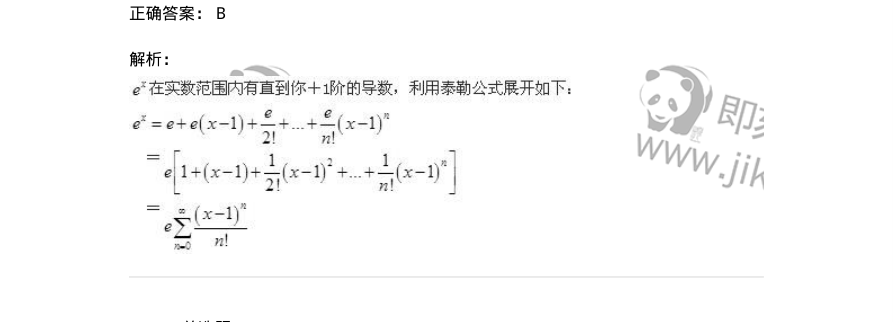 正确答案： B
解析：
e^x在实数范围内有直到你＋1阶的导数，利用泰勒公式展开如下：
e^x = e+e(x−1)+e/2!+...+e/n!(x−1)^n
= e[1+(x−1)+1/2!(x−1)^2+...+1/n!(x−1)^n]
= e∑_{n=0}^{∞}(x−1)^n/n!
即
www.jik